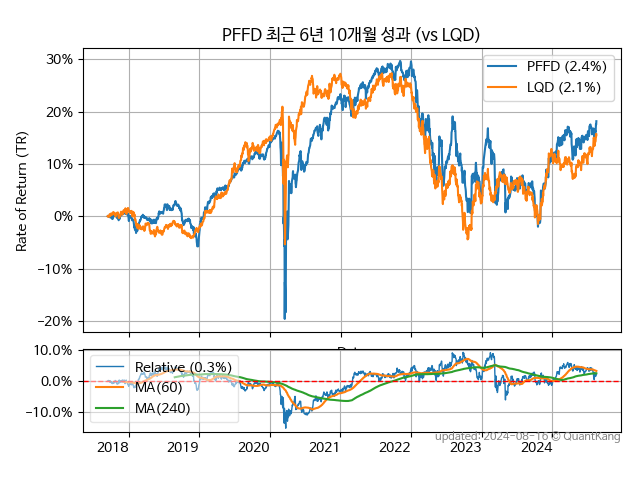 PFFD 최근 6년 10개월 성과 (vs LQD)
30%
20%
10%
0%
−10%
−20%
Rate of Return (TR)
PFFD (2.4%)
LQD (2.1%)
10.0%
0.0%
−10.0%
Relative (0.3%)
MA(60)
MA(240)
2018 2019 2020 2021 2022 2023 2024
updated: 2024-08-16 © QuantKang